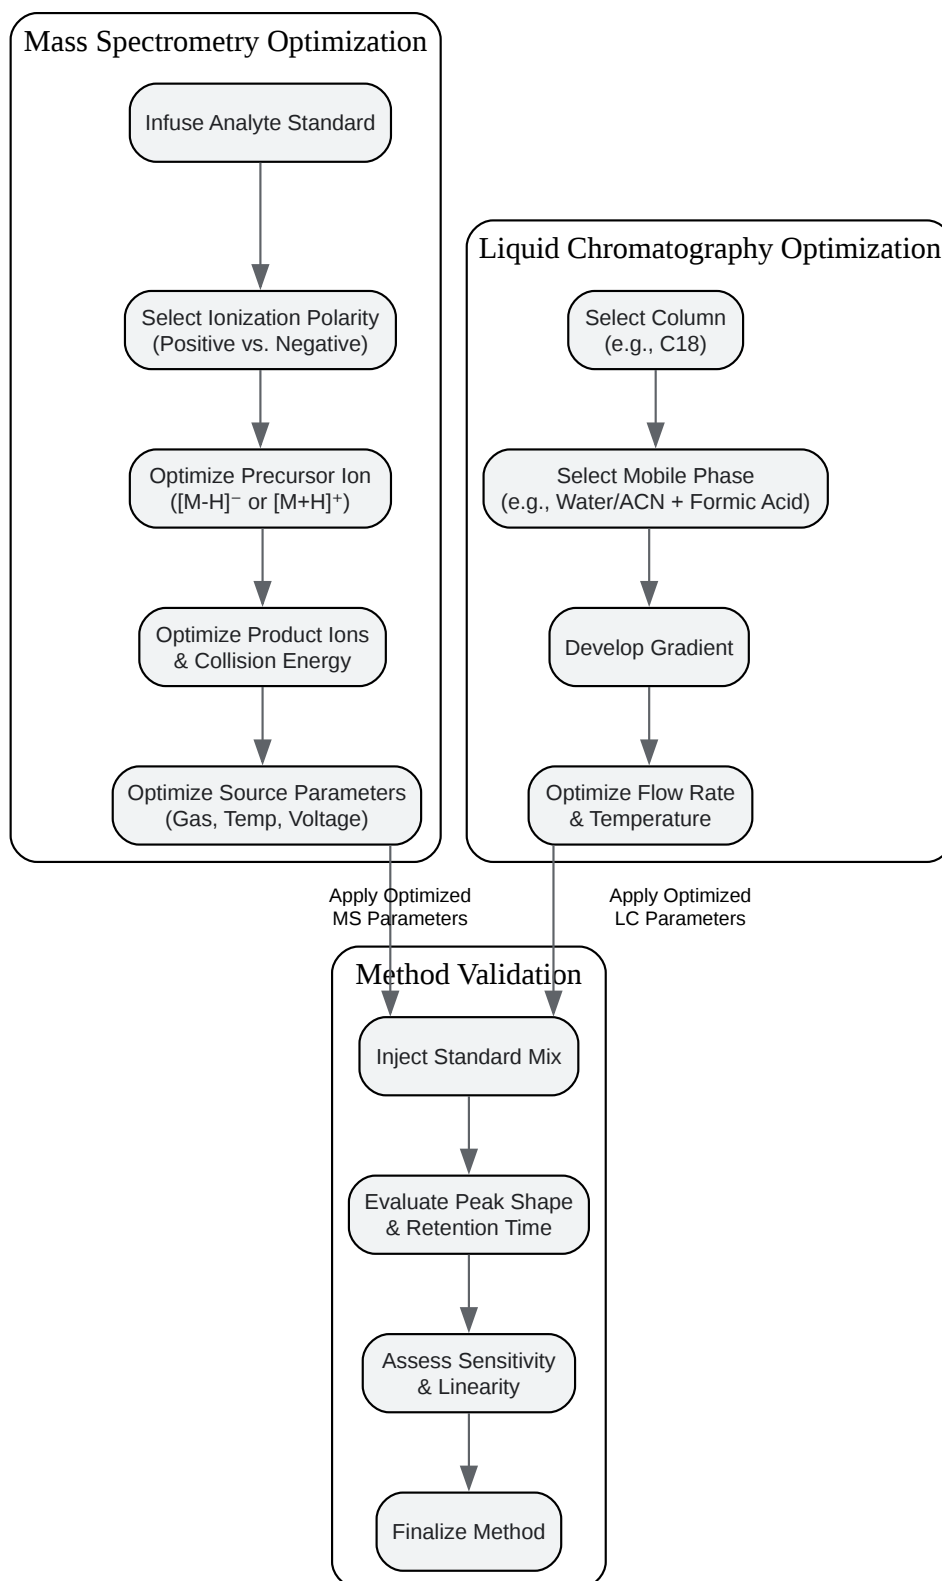 Mass Spectrometry Optimization
Infuse Analyte Standard
Select Ionization Polarity
(Positive vs. Negative)
Optimize Precursor Ion
([M-H]⁻ or [M+H]⁺)
Optimize Product Ions
& Collision Energy
Optimize Source Parameters
(Gas, Temp, Voltage)
Liquid Chromatography Optimization
Select Column
(e.g., C18)
Select Mobile Phase
(e.g., Water/ACN + Formic Acid)
Develop Gradient
Optimize Flow Rate
& Temperature
Apply Optimized
MS Parameters
Apply Optimized
LC Parameters
Method Validation
Inject Standard Mix
Evaluate Peak Shape
& Retention Time
Assess Sensitivity
& Linearity
Finalize Method